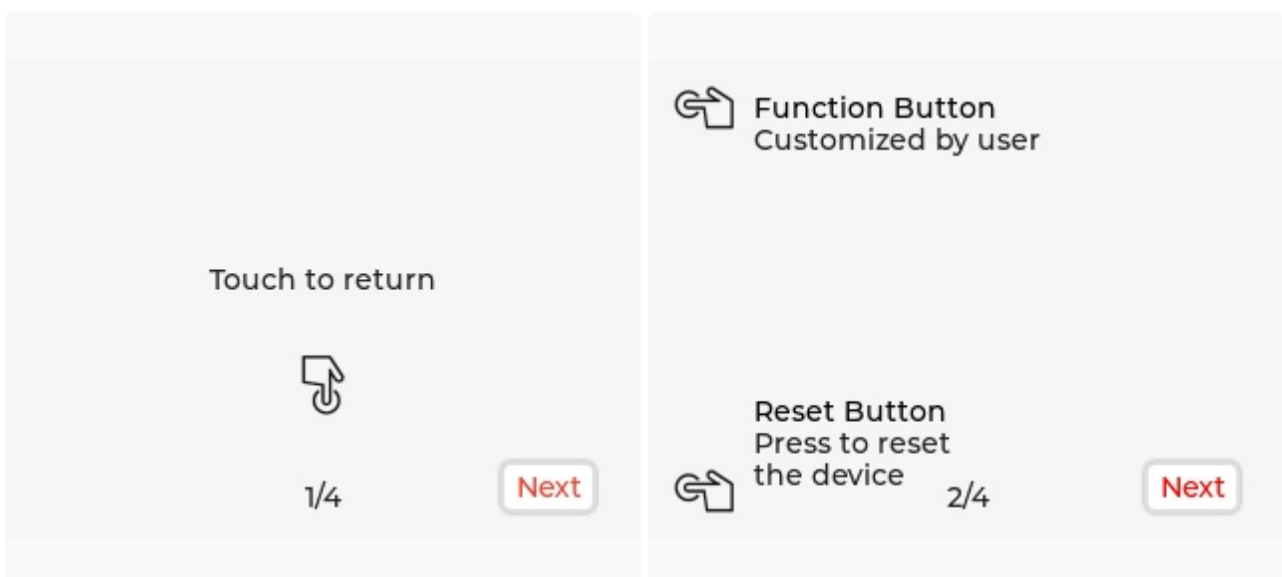 Touch to return
1/4
Next
Function Button
Customized by user
Reset Button
Press to reset
the device
2/4
Next